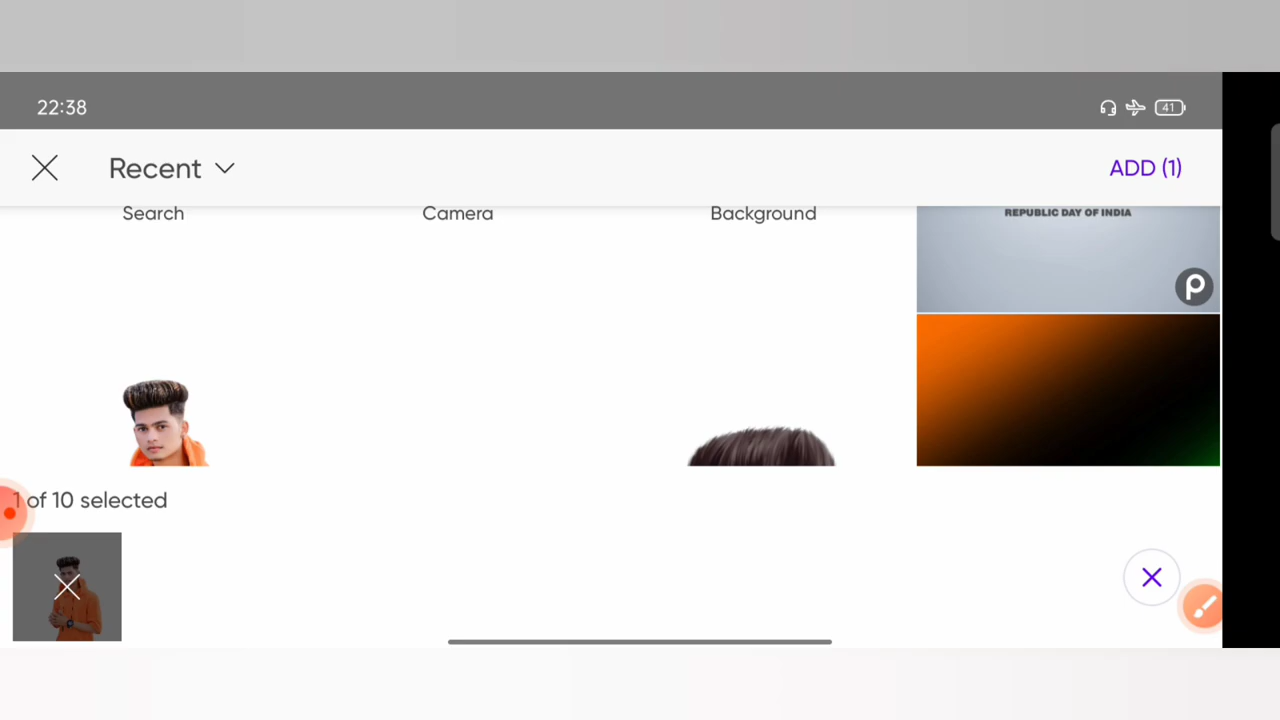 22:38
41
Recent
ADD (1)
Search
Camera
Background
REPUBLIC DAY OF INDIA
1 of 10 selected